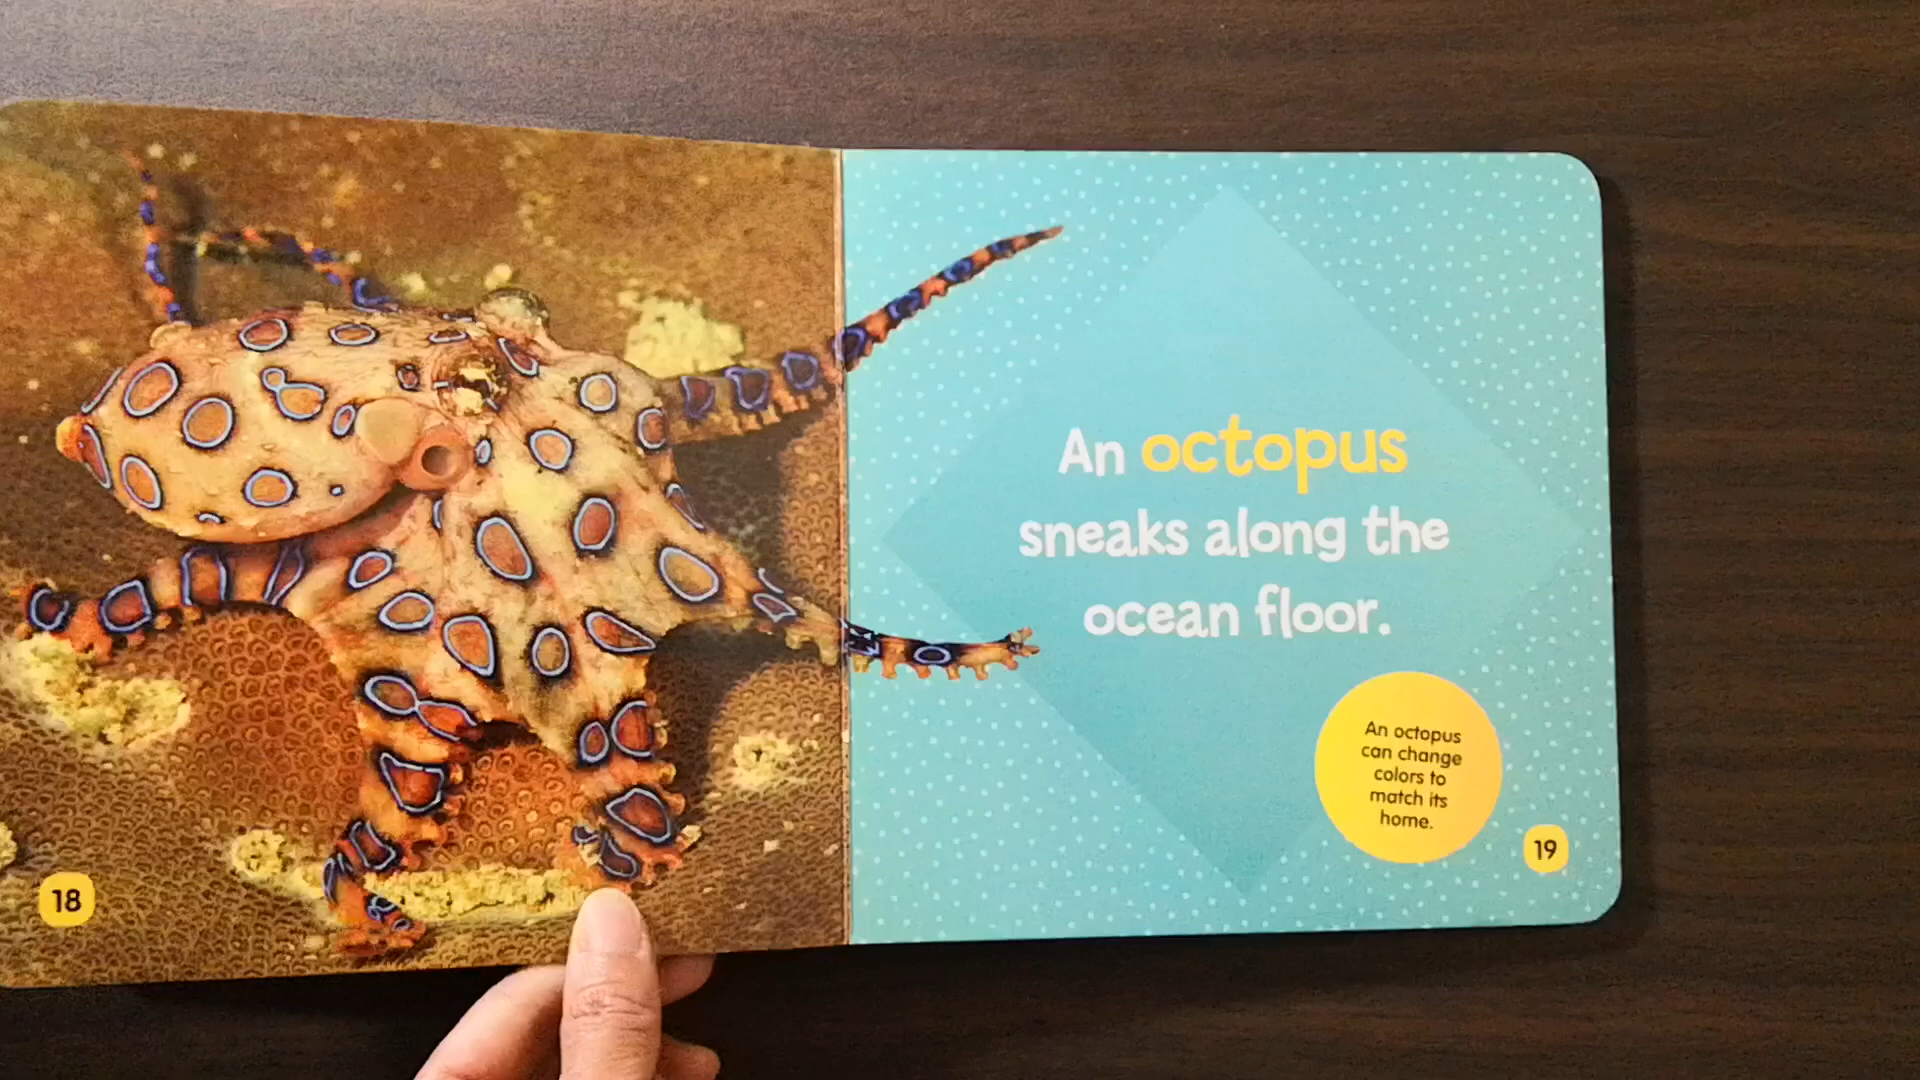 An octopus
sneaks along the
ocean floor.
An octopus
can change
colors to
match its
home.
18
19